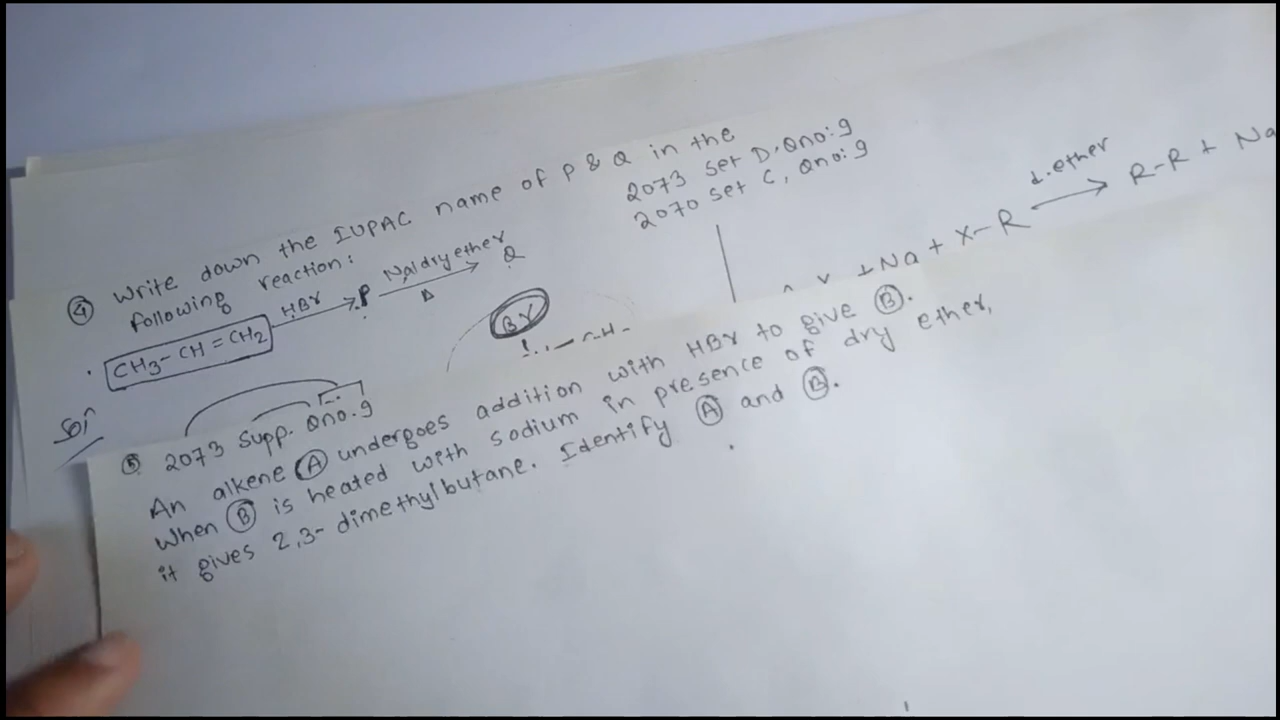 ④ Write down the IUPAC name of P & Q in the
following reaction:
2073 set D, Qno:9
2070 set C, Qno:9
CH3-CH=CH2 HBr → P Na/dry ether Δ → Q
Br
+Na + X-R d.ether → R-R + Na
Sol
⑤ 2073 Supp. Qno.9
An alkene Ⓐ undergoes addition with HBr to give Ⓑ.
When Ⓑ is heated with sodium in presence of dry ether,
it gives 2,3-dimethylbutane. Identify Ⓐ and Ⓑ.